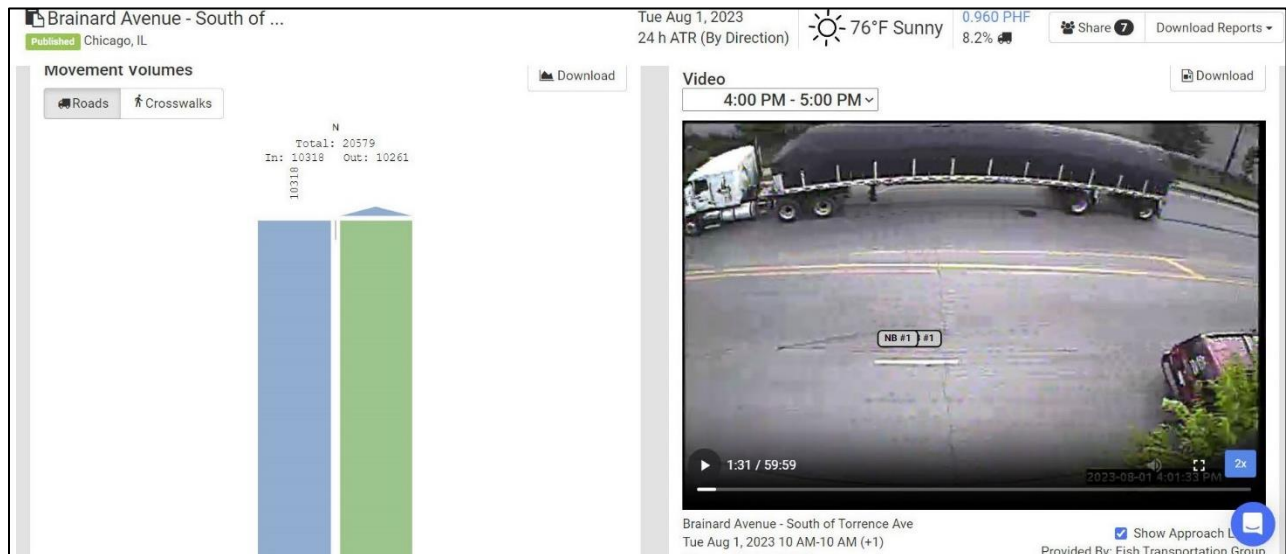 Brainard Avenue - South of ...
Published Chicago, IL
Tue Aug 1, 2023
24 h ATR (By Direction)
76°F Sunny
0.960 PHF
8.2%
Share 7
Download Reports
Movement Volumes
Download
Roads
Crosswalks
N
Total: 20579
In: 10318 Out: 10261
10318
Video
Download
4:00 PM - 5:00 PM
NB #1 #1
1:31 / 59:59
2x
2023-08-01 4:01:33 PM
Brainard Avenue - South of Torrence Ave
Tue Aug 1, 2023 10 AM-10 AM (+1)
Show Approach L
Provided By: Fish Transportation Group